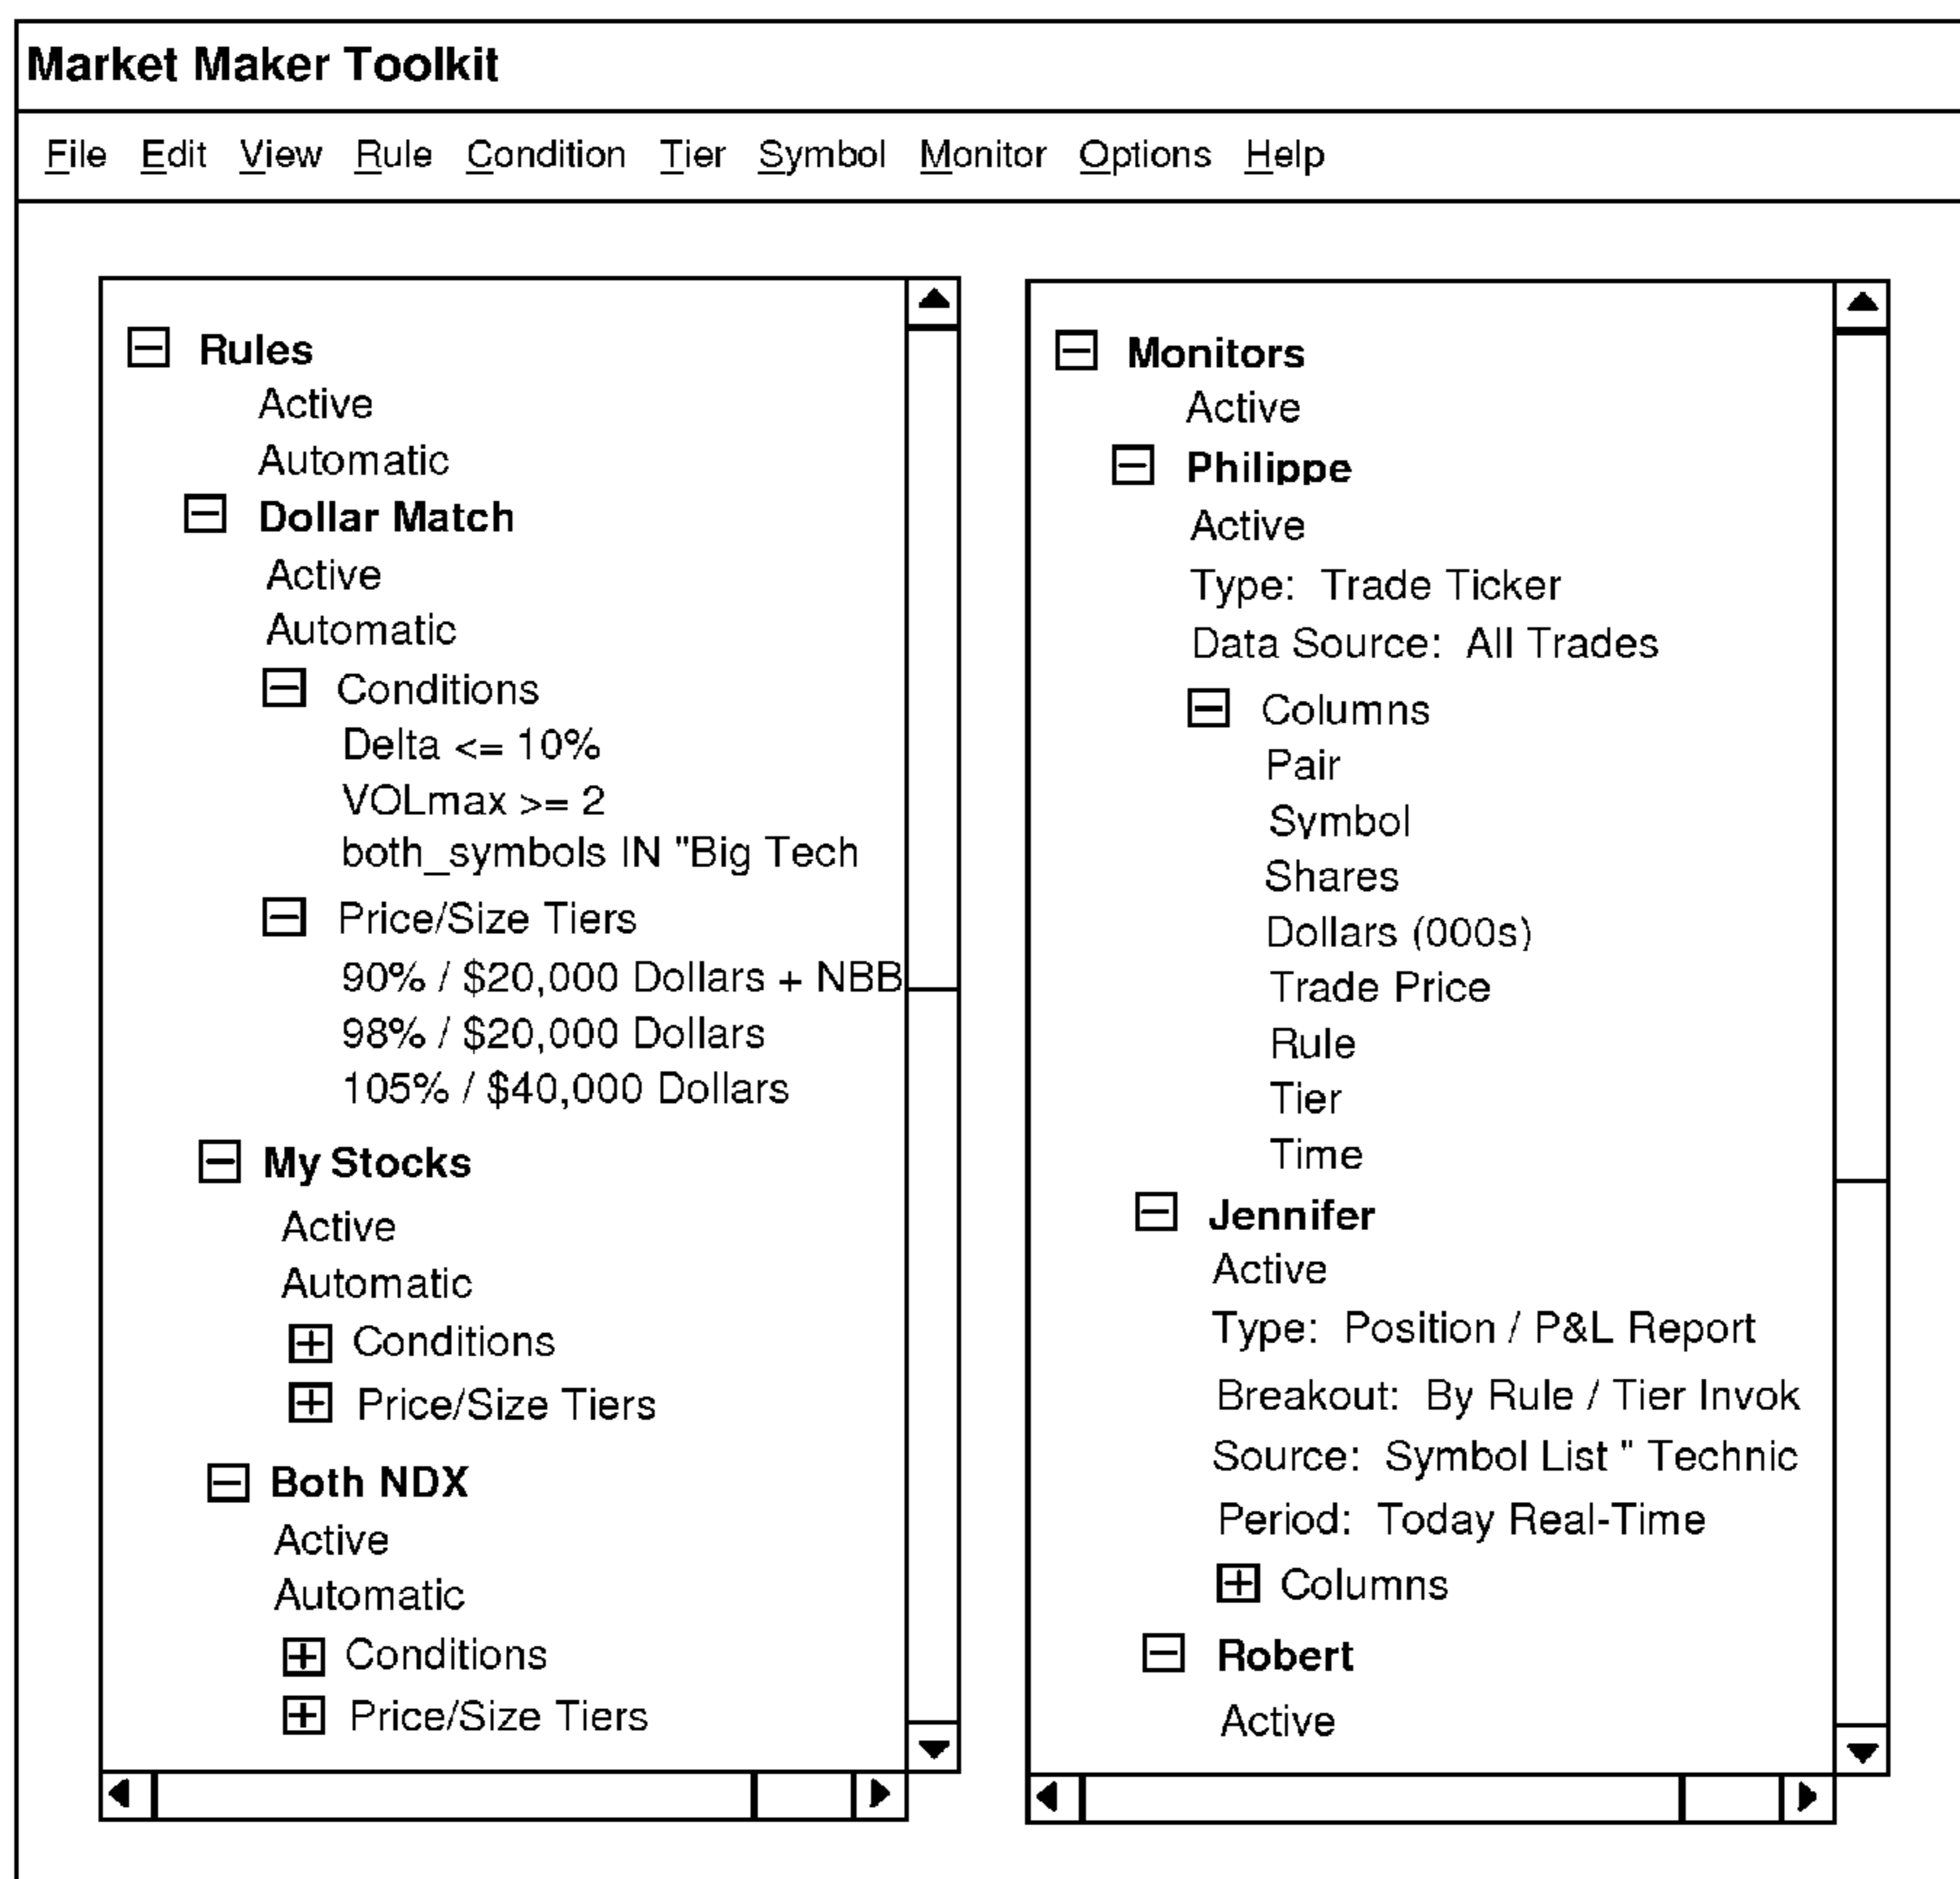 Market Maker Toolkit
File Edit View Rule Condition Tier Symbol Monitor Options Help
Rules
Active
Automatic
Dollar Match
Active
Automatic
Conditions
Delta <= 10%
VOLmax >= 2
both_symbols IN "Big Tech
Price/Size Tiers
90% / $20,000 Dollars + NBB
98% / $20,000 Dollars
105% / $40,000 Dollars
My Stocks
Active
Automatic
Conditions
Price/Size Tiers
Both NDX
Active
Automatic
Conditions
Price/Size Tiers
Monitors
Active
Philippe
Active
Type: Trade Ticker
Data Source: All Trades
Columns
Pair
Symbol
Shares
Dollars (000s)
Trade Price
Rule
Tier
Time
Jennifer
Active
Type: Position / P&L Report
Breakout: By Rule / Tier Invok
Source: Symbol List " Technic
Period: Today Real-Time
Columns
Robert
Active